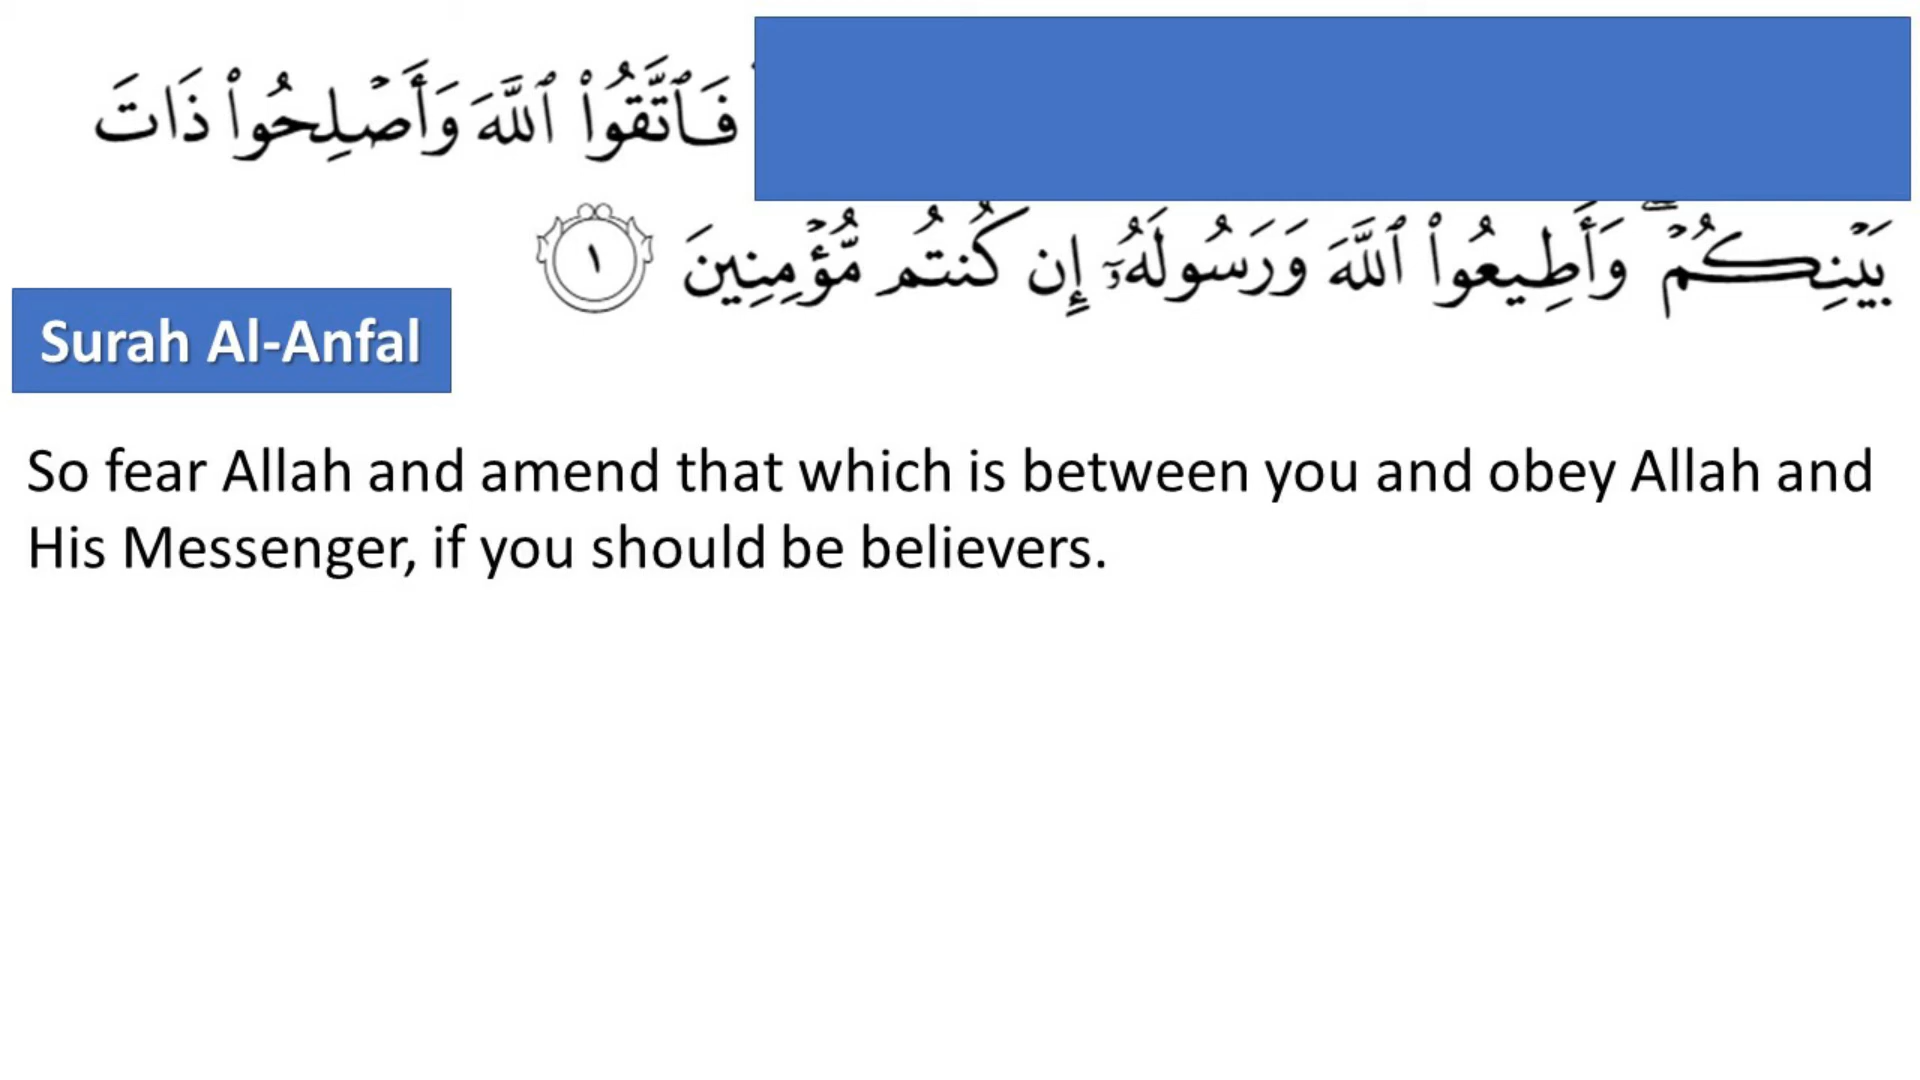 فَٱتَّقُوا۟ ٱللَّهَ وَأَصْلِحُوا۟ ذَاتَ
بَيْنِكُمْ ۖ وَأَطِيعُوا۟ ٱللَّهَ وَرَسُولَهُۥٓ إِن كُنتُم مُّؤْمِنِينَ ١
Surah Al-Anfal
So fear Allah and amend that which is between you and obey Allah and
His Messenger, if you should be believers.